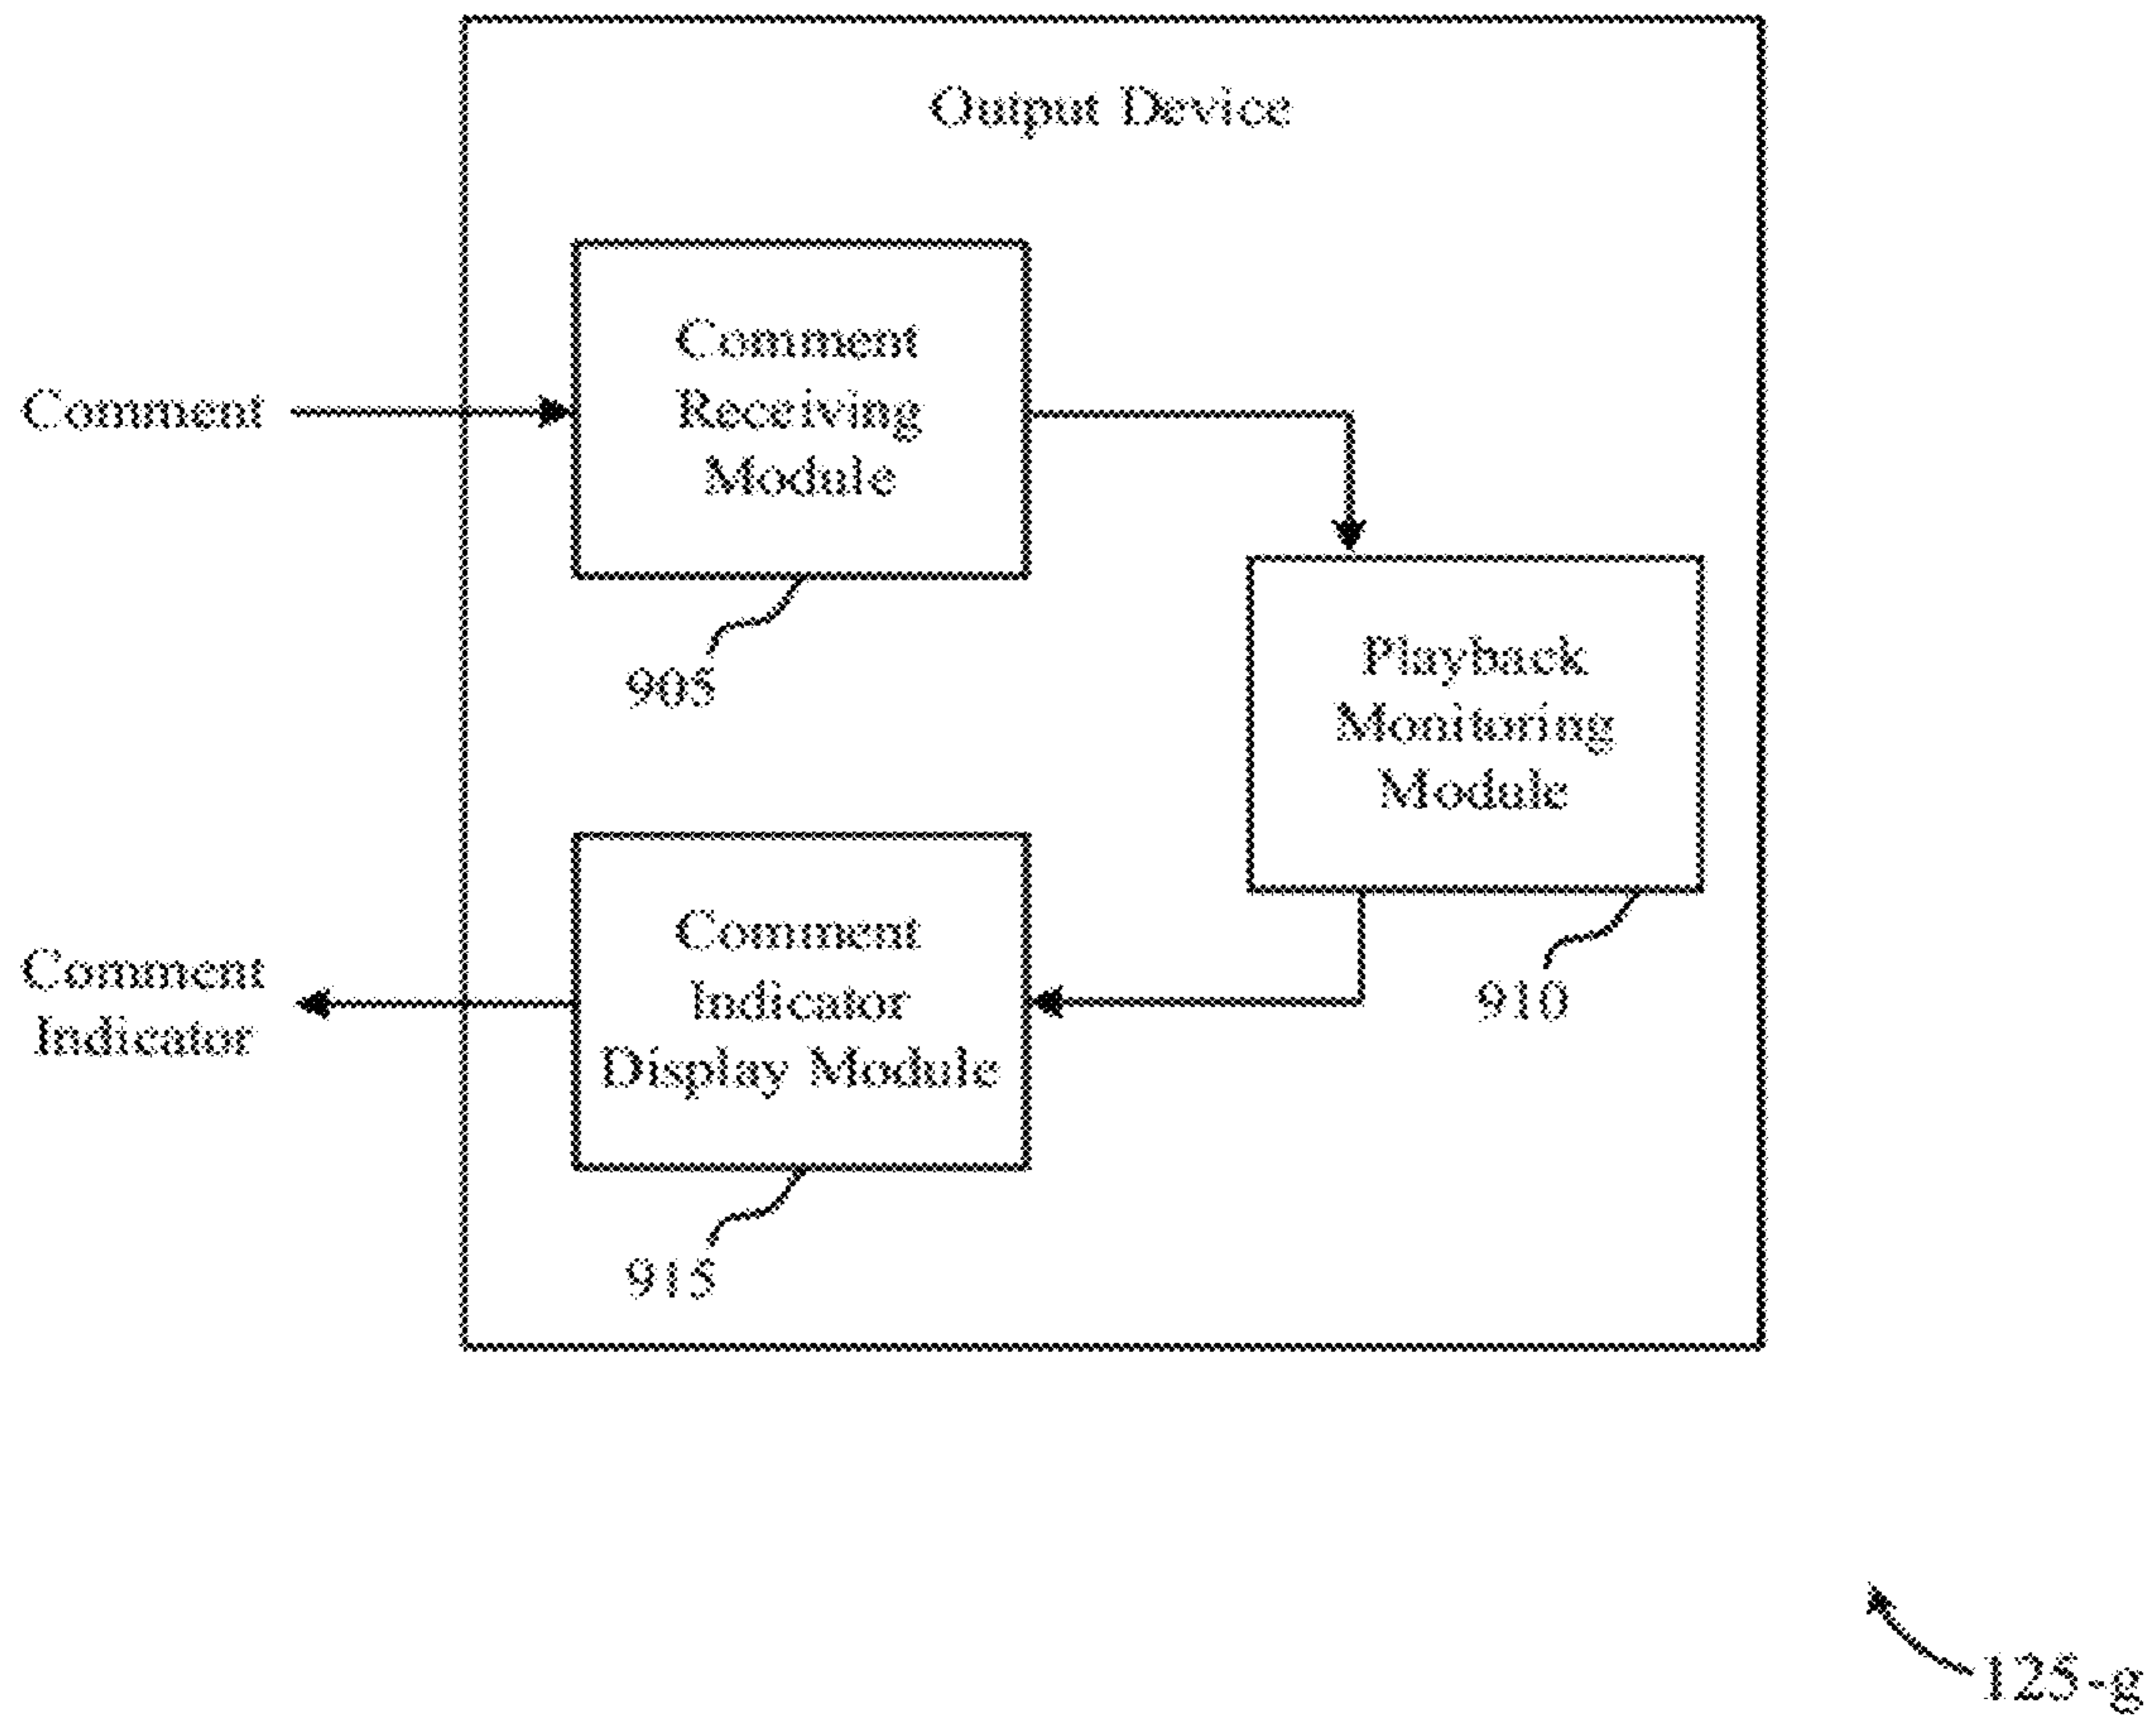 Output Device
Comment
Comment
Receiving
Module
905
Playback
Monitoring
Module
910
Comment
Indicator
Display Module
915
Comment
Indicator
125-g